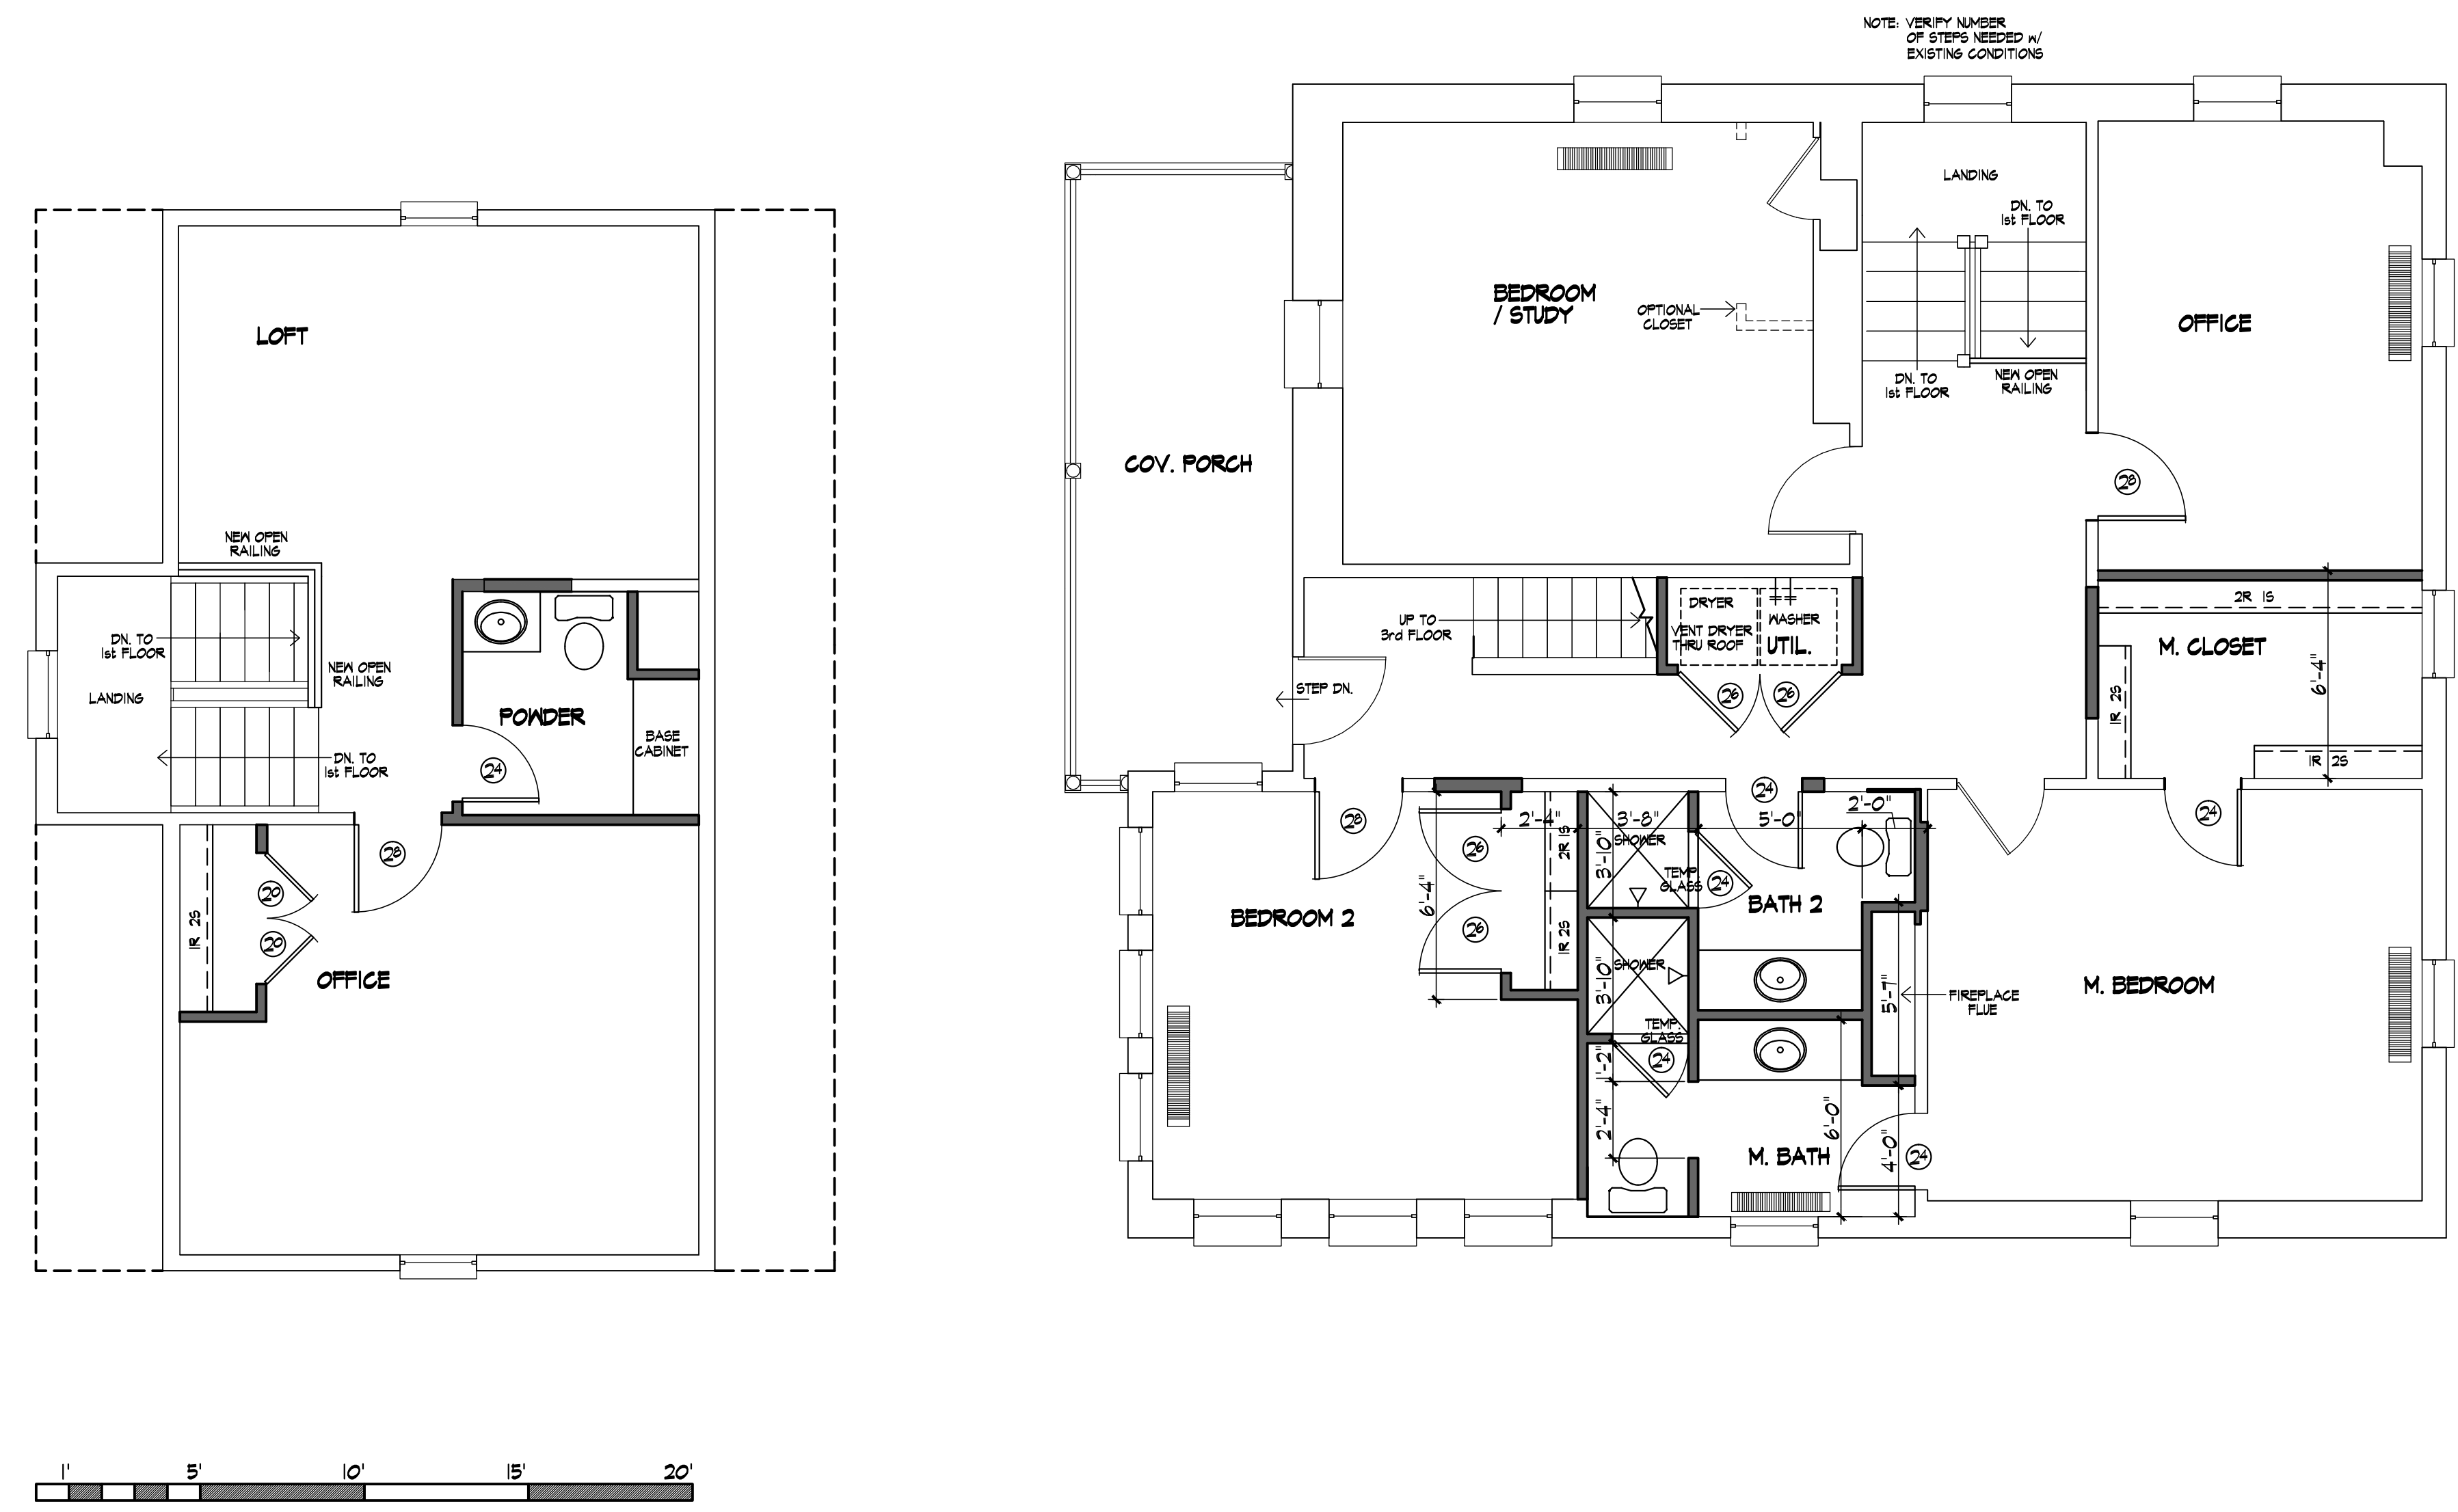 NOTE: VERIFY NUMBER
OF STEPS NEEDED w/
EXISTING CONDITIONS
LOFT
NEW OPEN
RAILING
DN. TO
1st FLOOR
NEW OPEN
RAILING
LANDING
DN. TO
1st FLOOR
POWDER
BASE
CABINET
24
28
20
20
1R 2S
OFFICE
1'
5'
10'
15'
20'
COV. PORCH
BEDROOM
/ STUDY
OPTIONAL
CLOSET
LANDING
DN. TO
1st FLOOR
DN. TO
1st FLOOR
NEW OPEN
RAILING
OFFICE
28
UP TO
3rd FLOOR
STEP DN.
DRYER
WASHER
VENT DRYER
THRU ROOF
UTIL.
26
26
2R 1S
M. CLOSET
1R 2S
6'-4"
1R 2S
24
28
BEDROOM 2
26
26
6'-4"
2'-4"
2R 1S
1R 2S
3'-8"
SHOWER
3'-0"
TEMP.
GLASS
24
24
5'-0"
2'-0"
BATH 2
SHOWER
3'-0"
TEMP.
GLASS
24
1'-2"
2'-4"
5'-7"
FIREPLACE
FLUE
M. BEDROOM
M. BATH
6'-0"
4'-0"
24